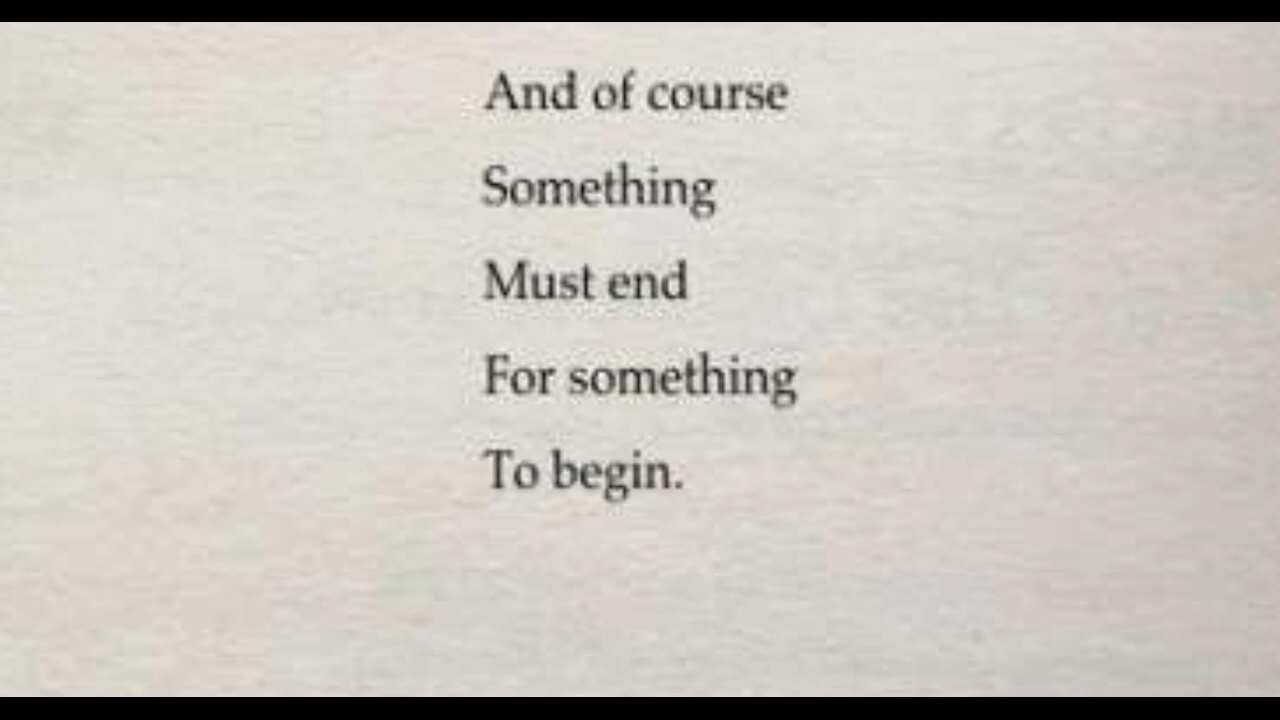 And of course
Something
Must end
For something
To begin.